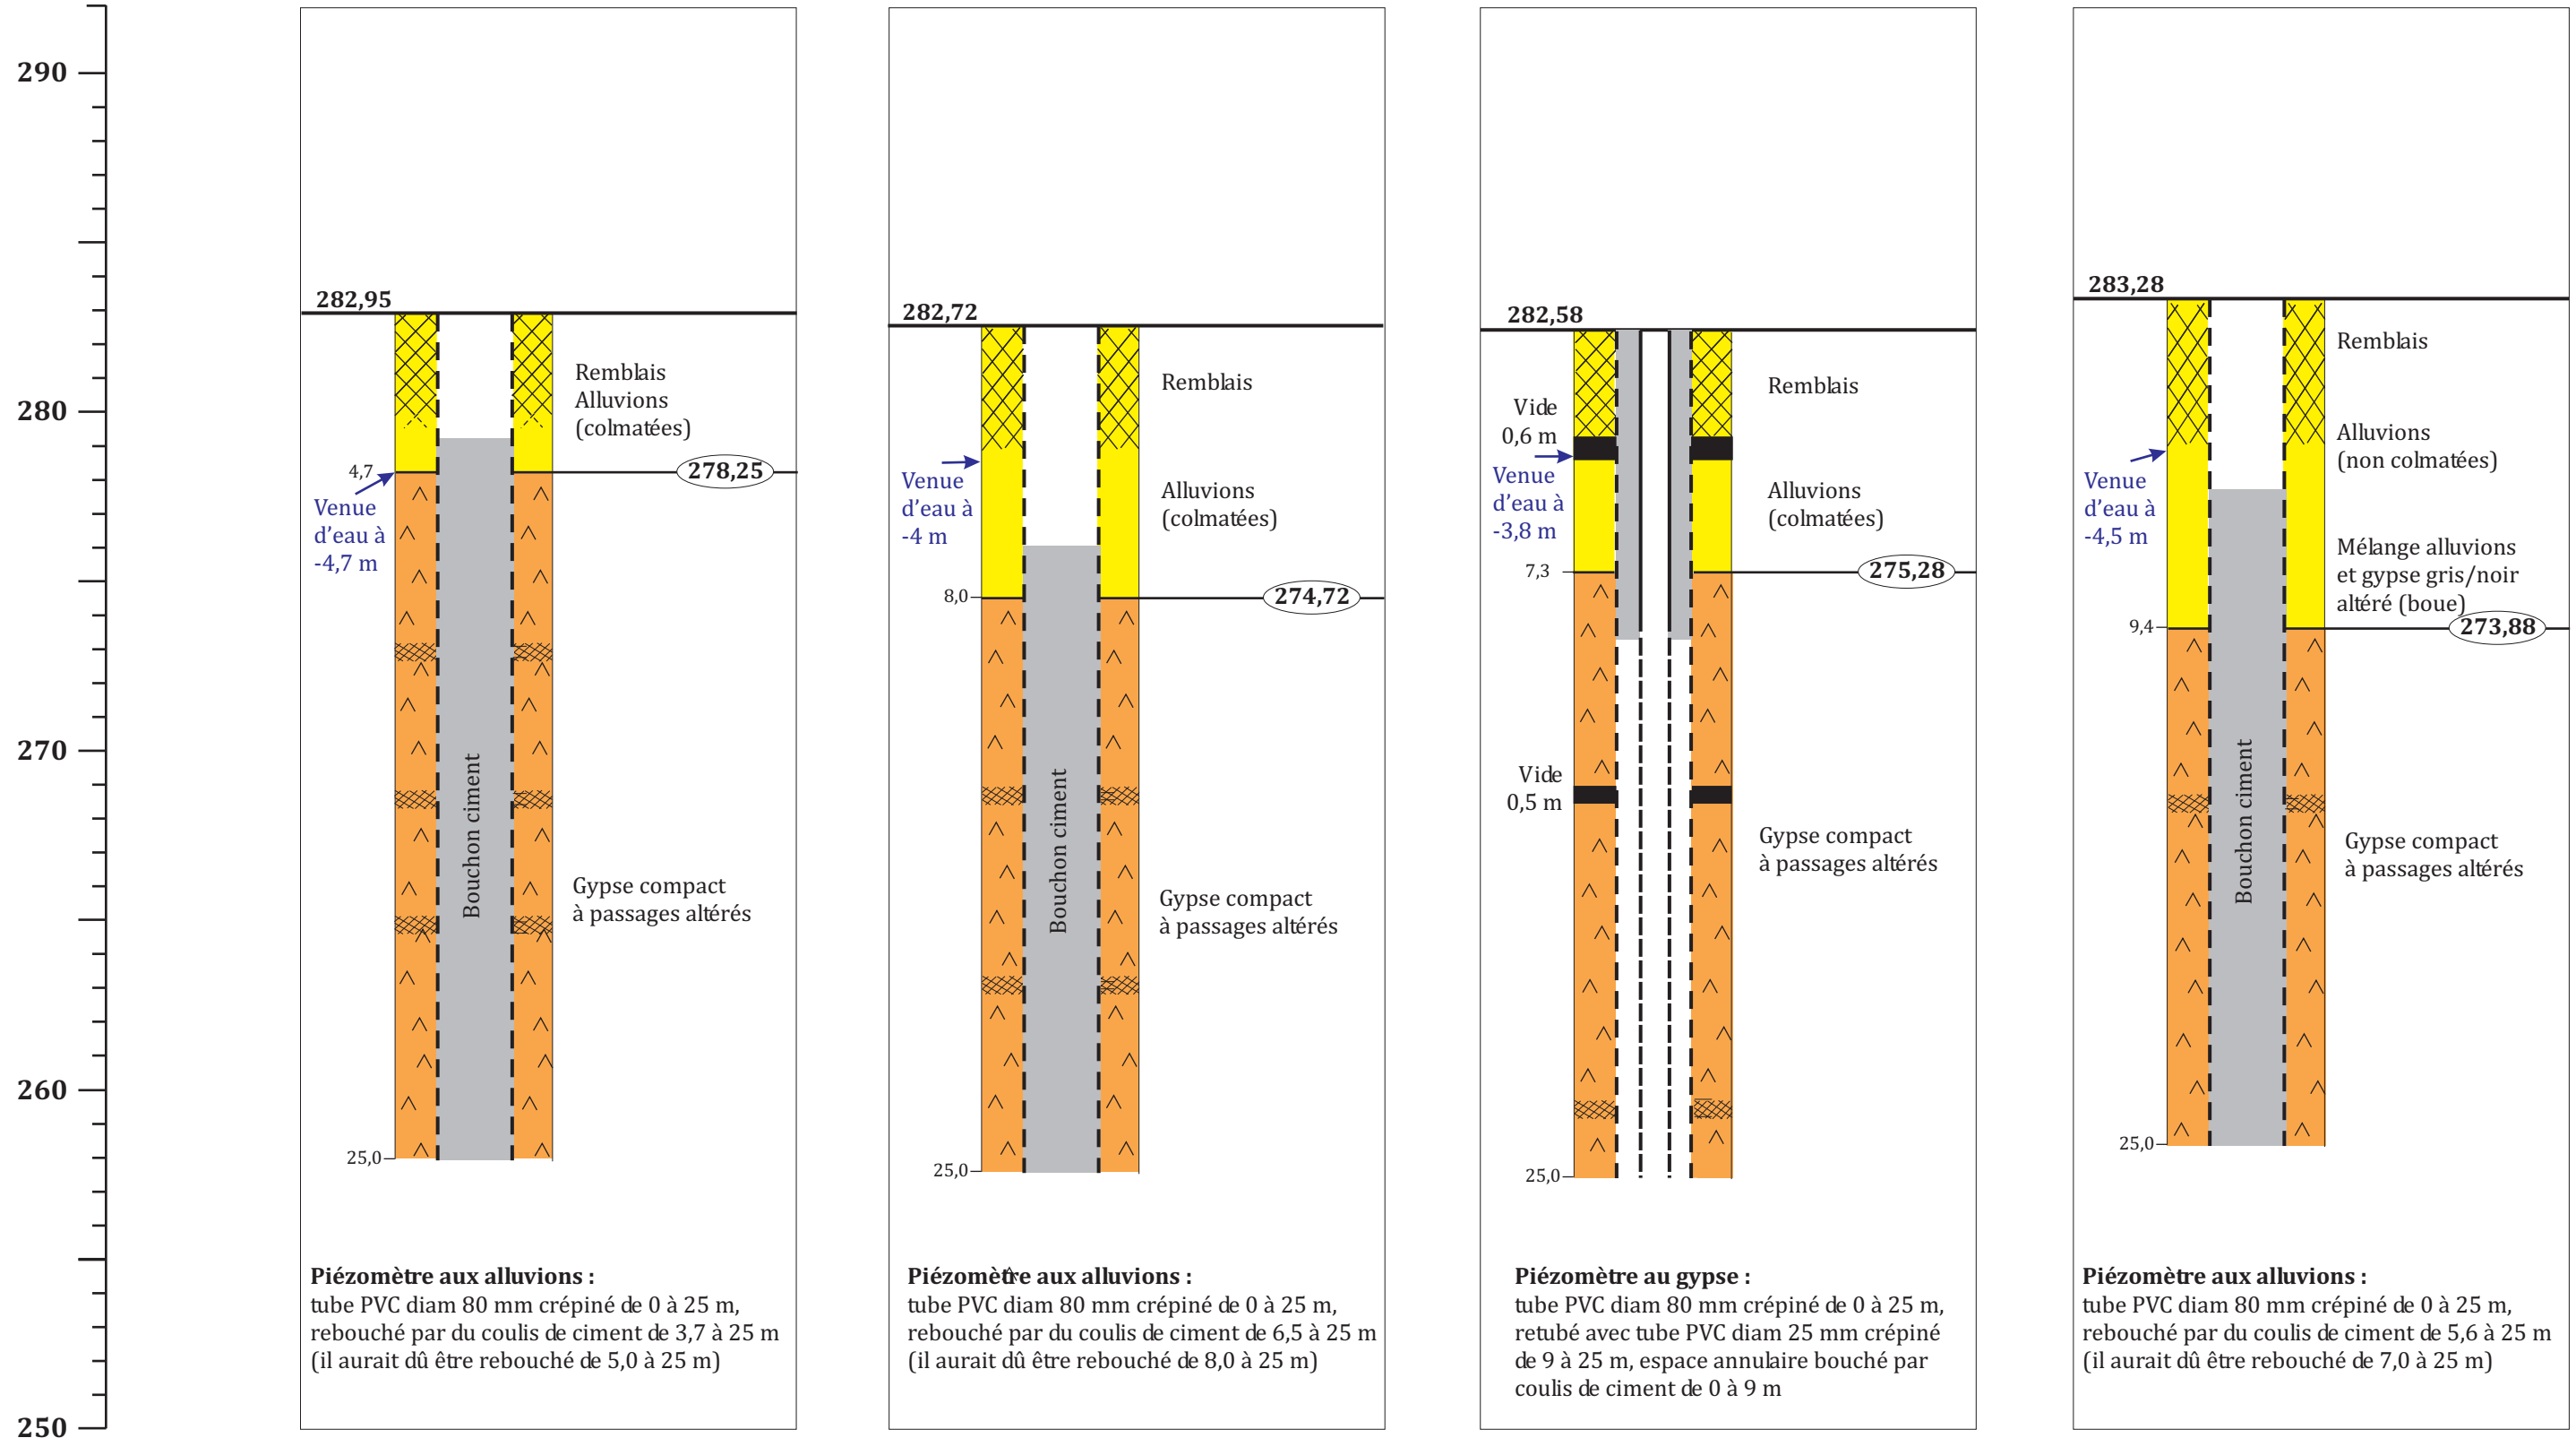 290
280
270
260
250
282,95
Remblais
Alluvions
(colmatées)
4,7
278,25
Venue
d'eau à
-4,7 m
Bouchon ciment
Gypse compact
à passages altérés
25,0
Piézomètre aux alluvions :
tube PVC diam 80 mm crépiné de 0 à 25 m,
rebouché par du coulis de ciment de 3,7 à 25 m
(il aurait dû être rebouché de 5,0 à 25 m)
282,72
Remblais
Venue
d'eau à
-4 m
Alluvions
(colmatées)
8,0
274,72
Bouchon ciment
Gypse compact
à passages altérés
25,0
Piézomètre aux alluvions :
tube PVC diam 80 mm crépiné de 0 à 25 m,
rebouché par du coulis de ciment de 6,5 à 25 m
(il aurait dû être rebouché de 8,0 à 25 m)
282,58
Remblais
Vide
0,6 m
Venue
d'eau à
-3,8 m
Alluvions
(colmatées)
7,3
275,28
Vide
0,5 m
Gypse compact
à passages altérés
25,0
Piézomètre au gypse :
tube PVC diam 80 mm crépiné de 0 à 25 m,
retubé avec tube PVC diam 25 mm crépiné
de 9 à 25 m, espace annulaire bouché par
coulis de ciment de 0 à 9 m
283,28
Remblais
Alluvions
(non colmatées)
Venue
d'eau à
-4,5 m
Mélange alluvions
et gypse gris/noir
altéré (boue)
9,4
273,88
Bouchon ciment
Gypse compact
à passages altérés
25,0
Piézomètre aux alluvions :
tube PVC diam 80 mm crépiné de 0 à 25 m,
rebouché par du coulis de ciment de 5,6 à 25 m
(il aurait dû être rebouché de 7,0 à 25 m)